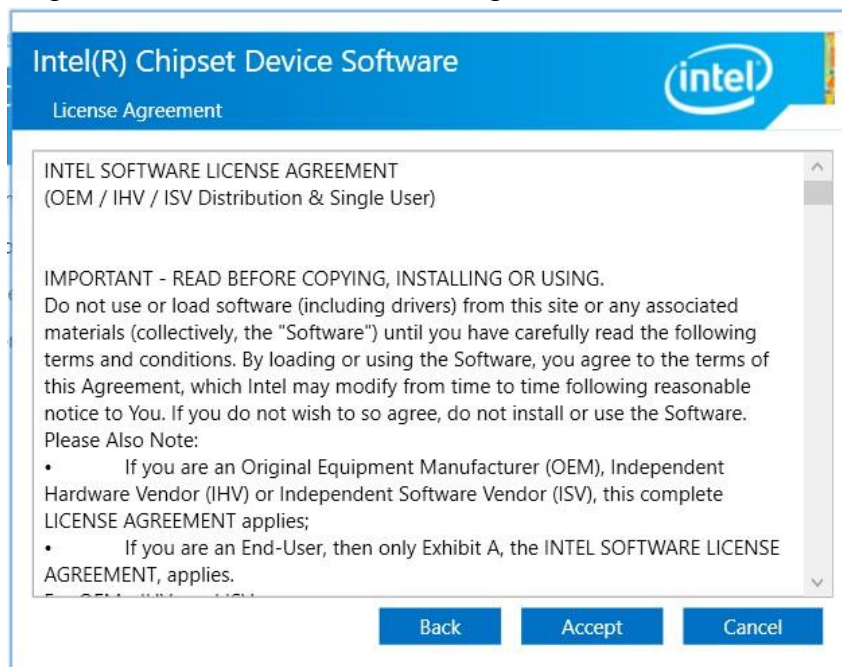 Intel(R) Chipset Device Software
intel
License Agreement
INTEL SOFTWARE LICENSE AGREEMENT
(OEM / IHV / ISV Distribution & Single User)
IMPORTANT - READ BEFORE COPYING, INSTALLING OR USING.
Do not use or load software (including drivers) from this site or any associated
materials (collectively, the "Software") until you have carefully read the following
terms and conditions. By loading or using the Software, you agree to the terms of
this Agreement, which Intel may modify from time to time following reasonable
notice to You. If you do not wish to so agree, do not install or use the Software.
Please Also Note:
• If you are an Original Equipment Manufacturer (OEM), Independent
Hardware Vendor (IHV) or Independent Software Vendor (ISV), this complete
LICENSE AGREEMENT applies;
• If you are an End-User, then only Exhibit A, the INTEL SOFTWARE LICENSE
AGREEMENT, applies.
Back Accept Cancel